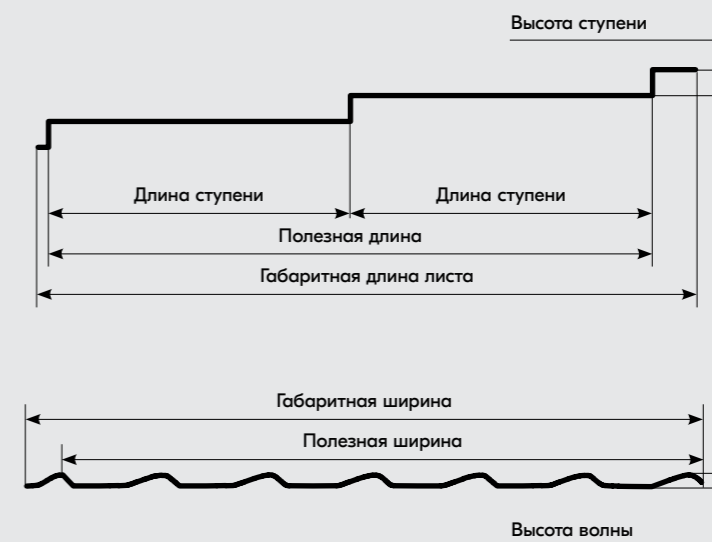 Высота ступени
Длина ступени
Длина ступени
Полезная длина
Габаритная длина листа
Габаритная ширина
Полезная ширина
Высота волны